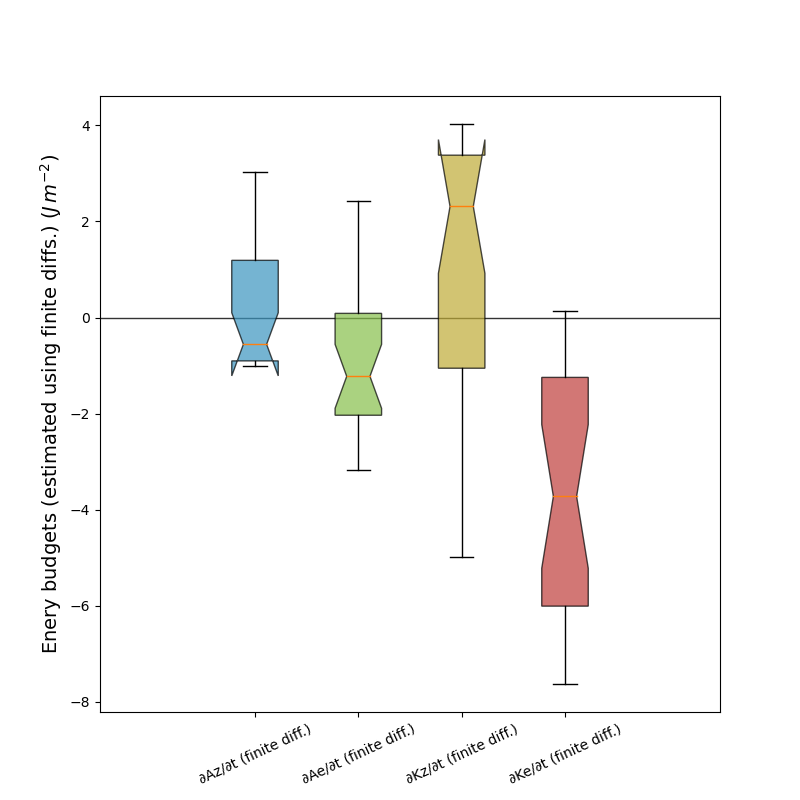 Enery budgets (estimated using finite diffs.) (J m⁻²)
4
2
0
−2
−4
−6
−8
∂Az/∂t (finite diff.)
∂Ae/∂t (finite diff.)
∂Kz/∂t (finite diff.)
∂Ke/∂t (finite diff.)